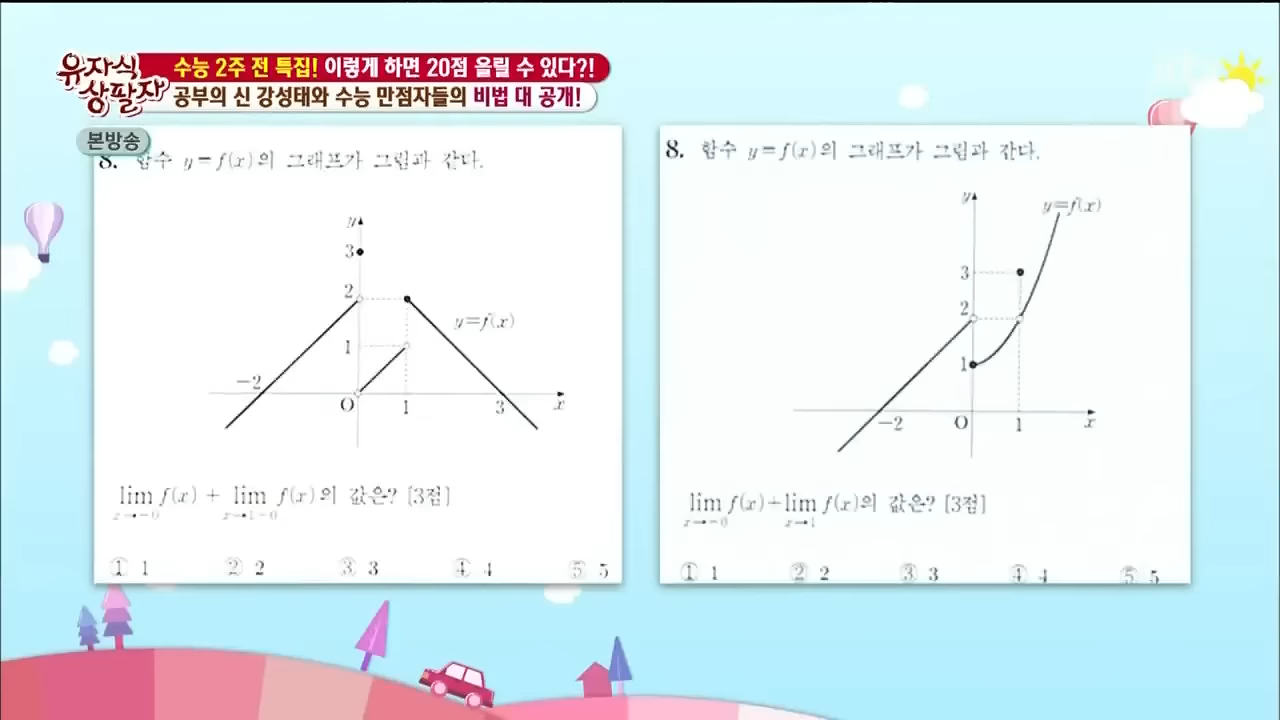 유자식
상팔자
수능 2주 전 특집! 이렇게 하면 20점 올릴 수 있다?!
공부의 신 강성태와 수능 만점자들의 비법 대 공개!
본방송
8. 함수 y=f(x)의 그래프가 그림과 같다.
y
3
2
y=f(x)
1
-2
O 1 3 x
lim f(x) + lim f(x)의 값은? [3점]
x→-0 x→1-0
① 1 ② 2 ③ 3 ④ 4 ⑤ 5
8. 함수 y=f(x)의 그래프가 그림과 같다.
y
y=f(x)
3
2
1
-2 O 1 x
lim f(x)+lim f(x)의 값은? [3점]
x→-0 x→1
① 1 ② 2 ③ 3 ④ 4 ⑤ 5